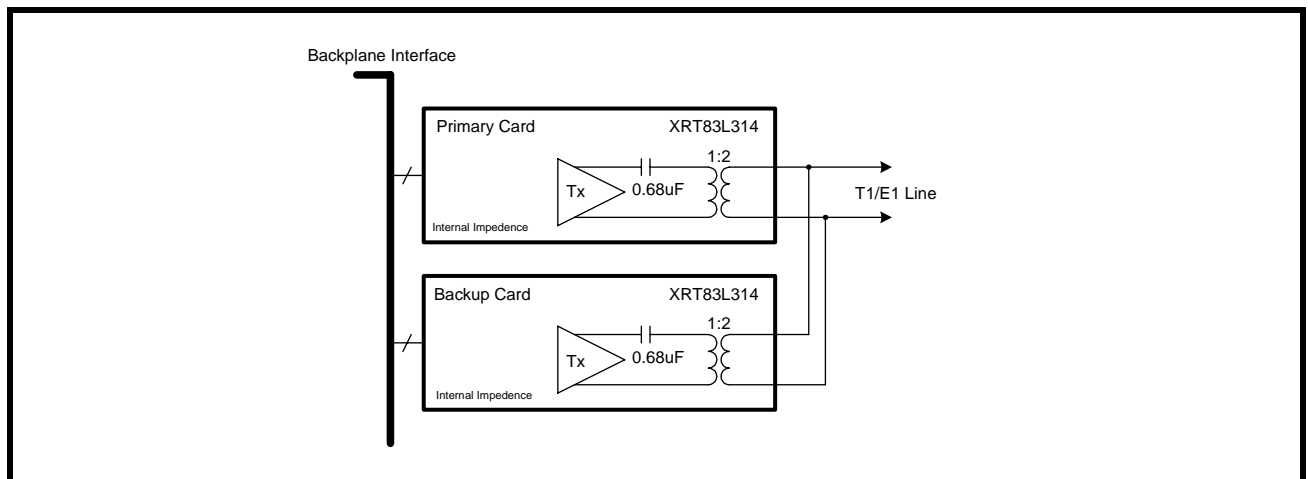 Backplane Interface
Primary Card
XRT83L314
1:2
Tx
0.68uF
T1/E1 Line
Internal Impedence
Backup Card
XRT83L314
1:2
Tx
0.68uF
Internal Impedence